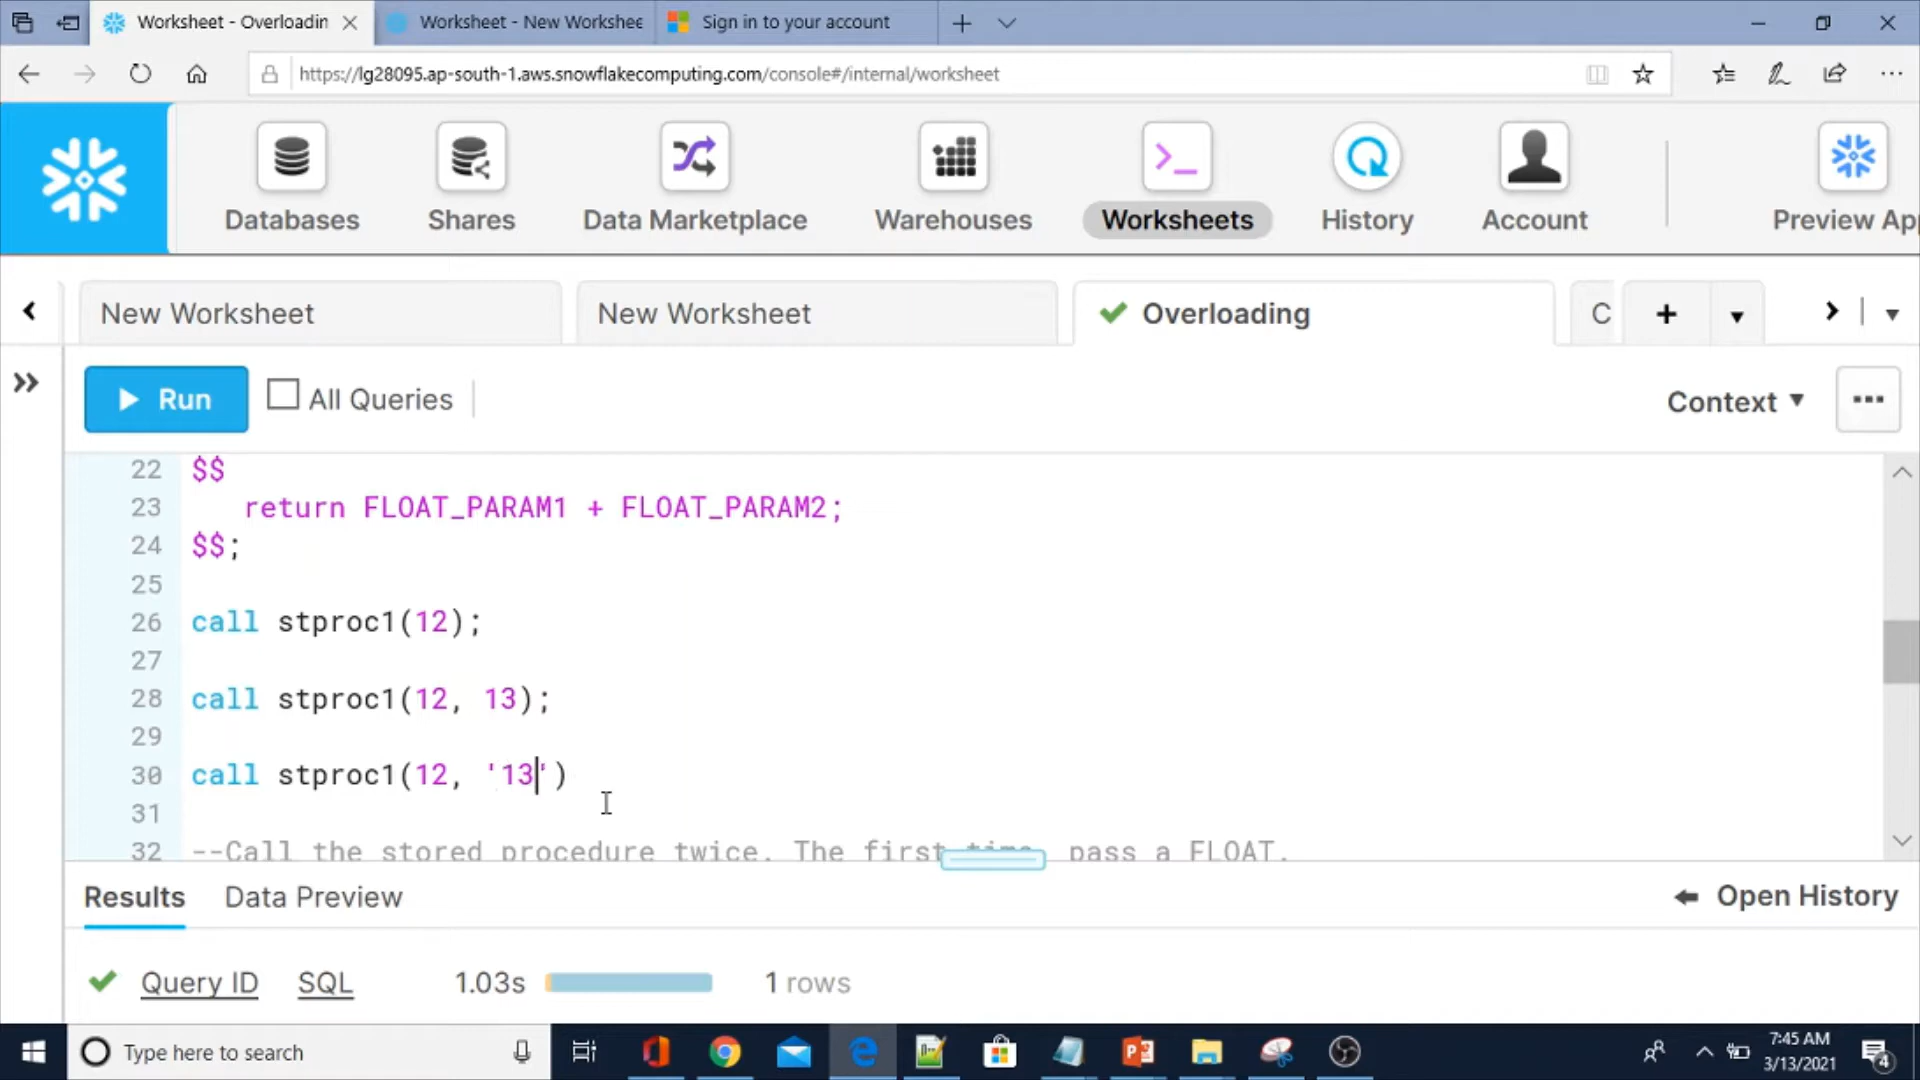 Worksheet - Overloadin
Worksheet - New Workshee
Sign in to your account
https://lg28095.ap-south-1.aws.snowflakecomputing.com/console#/internal/worksheet
Databases
Shares
Data Marketplace
Warehouses
Worksheets
History
Account
Preview Ap
New Worksheet
New Worksheet
Overloading
C
Run
All Queries
Context
22 $$
23 return FLOAT_PARAM1 + FLOAT_PARAM2;
24 $$;
25
26 call stproc1(12);
27
28 call stproc1(12, 13);
29
30 call stproc1(12, '13')
31
32 --Call the stored procedure twice. The first time, pass a FLOAT.
Results
Data Preview
Open History
Query ID
SQL
1.03s
1 rows
Type here to search
7:45 AM
3/13/2021
4